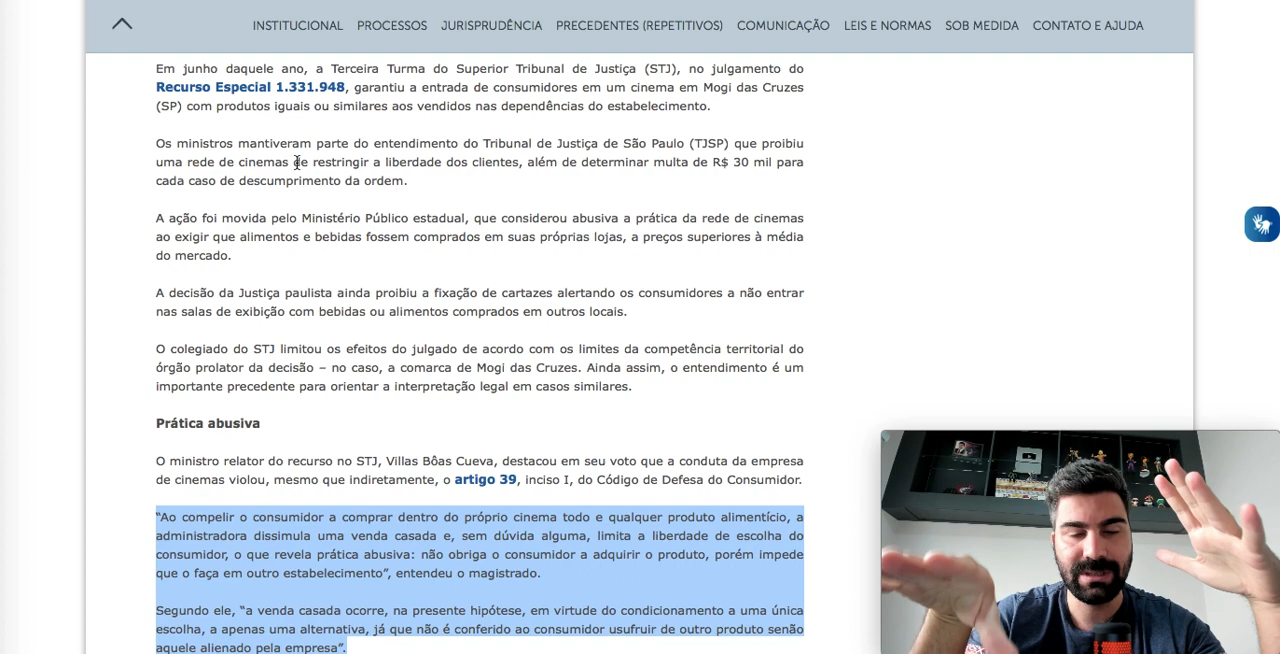 INSTITUCIONAL PROCESSOS JURISPRUDÊNCIA PRECEDENTES (REPETITIVOS) COMUNICAÇÃO LEIS E NORMAS SOB MEDIDA CONTATO E AJUDA
Em junho daquele ano, a Terceira Turma do Superior Tribunal de Justiça (STJ), no julgamento do
Recurso Especial 1.331.948, garantiu a entrada de consumidores em um cinema em Mogi das Cruzes
(SP) com produtos iguais ou similares aos vendidos nas dependências do estabelecimento.
Os ministros mantiveram parte do entendimento do Tribunal de Justiça de São Paulo (TJSP) que proibiu
uma rede de cinemas de restringir a liberdade dos clientes, além de determinar multa de R$ 30 mil para
cada caso de descumprimento da ordem.
A ação foi movida pelo Ministério Público estadual, que considerou abusiva a prática da rede de cinemas
ao exigir que alimentos e bebidas fossem comprados em suas próprias lojas, a preços superiores à média
do mercado.
A decisão da Justiça paulista ainda proibiu a fixação de cartazes alertando os consumidores a não entrar
nas salas de exibição com bebidas ou alimentos comprados em outros locais.
O colegiado do STJ limitou os efeitos do julgado de acordo com os limites da competência territorial do
órgão prolator da decisão – no caso, a comarca de Mogi das Cruzes. Ainda assim, o entendimento é um
importante precedente para orientar a interpretação legal em casos similares.
Prática abusiva
O ministro relator do recurso no STJ, Villas Bôas Cueva, destacou em seu voto que a conduta da empresa
de cinemas violou, mesmo que indiretamente, o artigo 39, inciso I, do Código de Defesa do Consumidor.
“Ao compelir o consumidor a comprar dentro do próprio cinema todo e qualquer produto alimentício, a
administradora dissimula uma venda casada e, sem dúvida alguma, limita a liberdade de escolha do
consumidor, o que revela prática abusiva: não obriga o consumidor a adquirir o produto, porém impede
que o faça em outro estabelecimento”, entendeu o magistrado.
Segundo ele, “a venda casada ocorre, na presente hipótese, em virtude do condicionamento a uma única
escolha, a apenas uma alternativa, já que não é conferido ao consumidor usufruir de outro produto senão
aquele alienado pela empresa”.